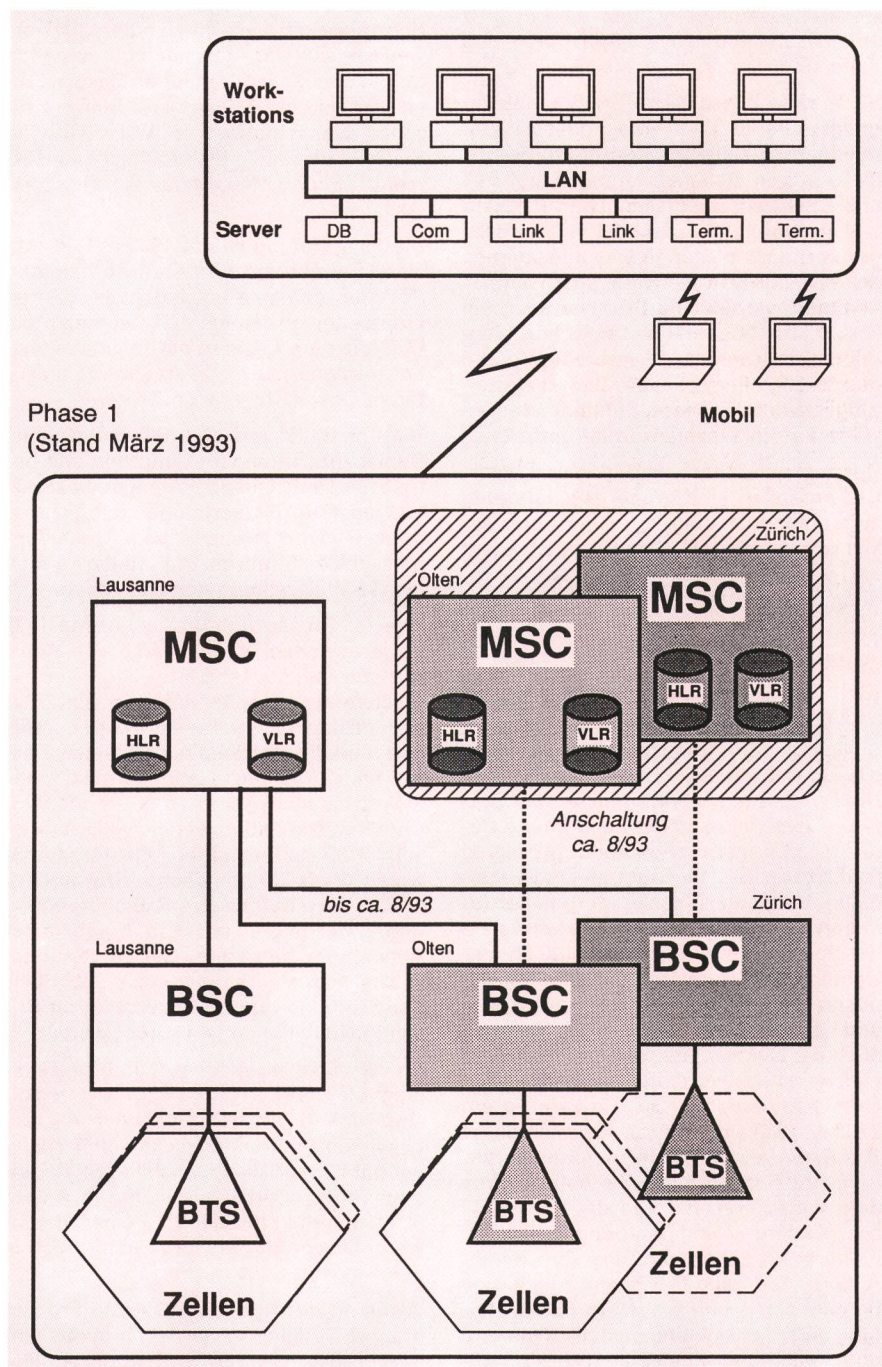 Work-
stations
LAN
Server
DB
Com
Link
Link
Term.
Term.
Mobil
Phase 1
(Stand März 1993)
Zürich
Lausanne
Olten
MSC
MSC
MSC
HLR
VLR
HLR
VLR
HLR
VLR
Anschaltung
ca. 8/93
bis ca. 8/93
Zürich
Lausanne
Olten
BSC
BSC
BSC
BTS
BTS
BTS
Zellen
Zellen
Zellen